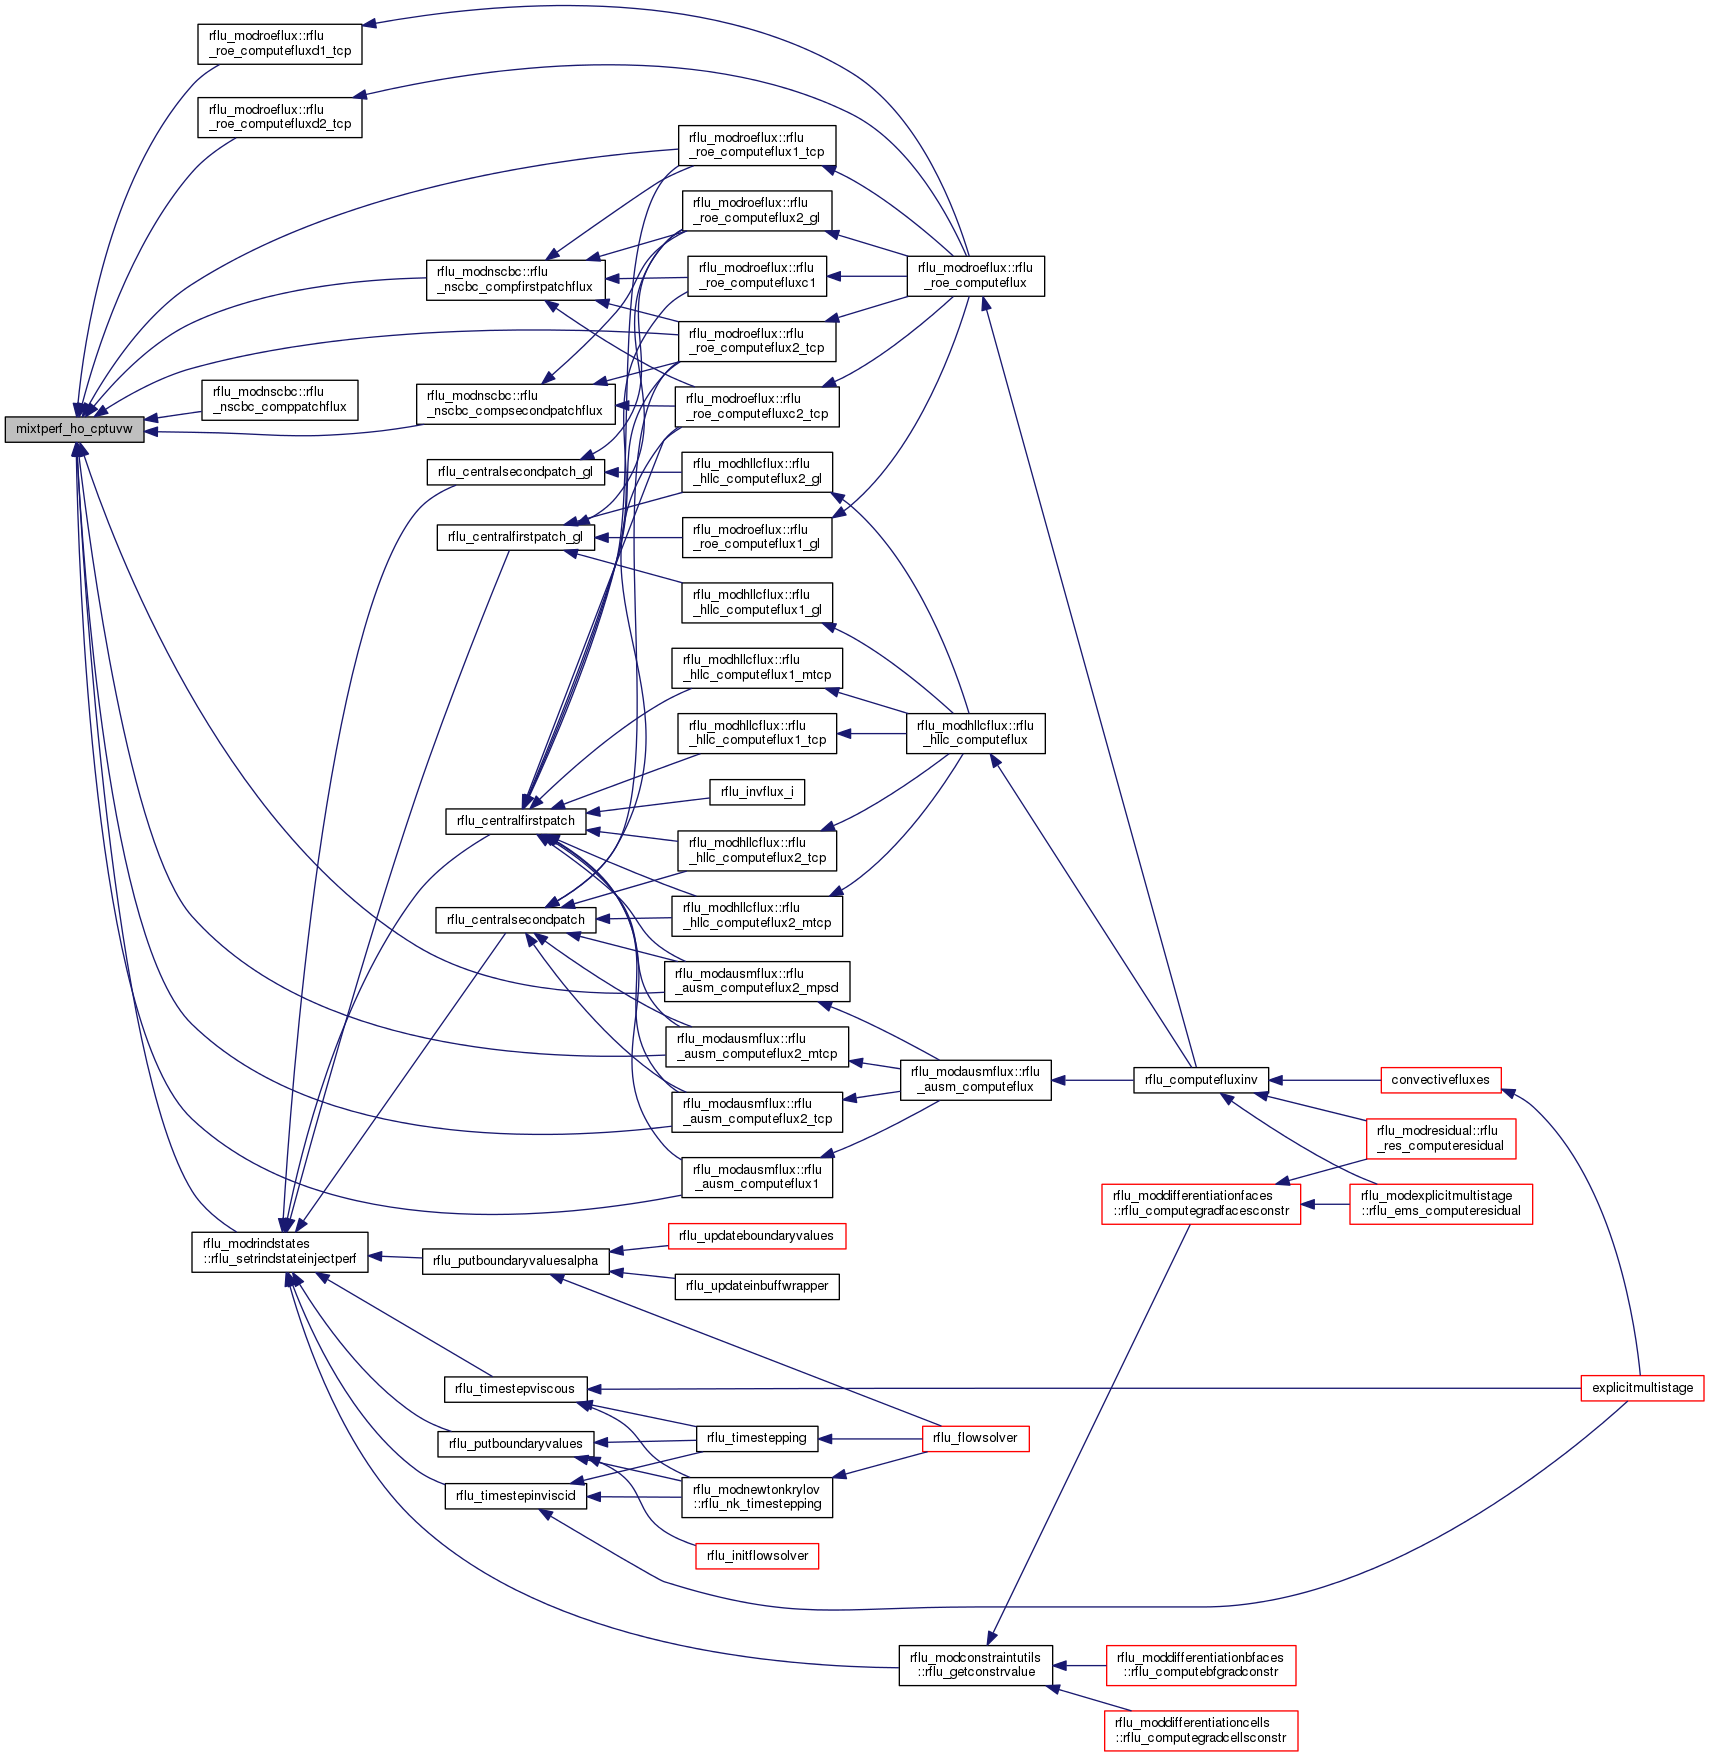 mixtperf_ho_cptuvw
rflu_modroeflux::rflu
_roe_computefluxd1_tcp
rflu_modroeflux::rflu
_roe_computefluxd2_tcp
rflu_modnscbc::rflu
_nscbc_comppatchflux
rflu_modrindstates
::rflu_setrindstateinjectperf
rflu_modnscbc::rflu
_nscbc_compfirstpatchflux
rflu_modnscbc::rflu
_nscbc_compsecondpatchflux
rflu_centralsecondpatch_gl
rflu_centralfirstpatch_gl
rflu_centralfirstpatch
rflu_centralsecondpatch
rflu_putboundaryvaluesalpha
rflu_timestepviscous
rflu_putboundaryvalues
rflu_timestepinviscid
rflu_modroeflux::rflu
_roe_computeflux1_tcp
rflu_modroeflux::rflu
_roe_computeflux2_gl
rflu_modroeflux::rflu
_roe_computefluxc1
rflu_modroeflux::rflu
_roe_computeflux2_tcp
rflu_modroeflux::rflu
_roe_computefluxc2_tcp
rflu_modhllcflux::rflu
_hllc_computeflux2_gl
rflu_modroeflux::rflu
_roe_computeflux1_gl
rflu_modhllcflux::rflu
_hllc_computeflux1_gl
rflu_modhllcflux::rflu
_hllc_computeflux1_mtcp
rflu_modhllcflux::rflu
_hllc_computeflux1_tcp
rflu_invflux_i
rflu_modhllcflux::rflu
_hllc_computeflux2_tcp
rflu_modhllcflux::rflu
_hllc_computeflux2_mtcp
rflu_modausmflux::rflu
_ausm_computeflux2_mpsd
rflu_modausmflux::rflu
_ausm_computeflux2_mtcp
rflu_modausmflux::rflu
_ausm_computeflux2_tcp
rflu_modausmflux::rflu
_ausm_computeflux1
rflu_updateboundaryvalues
rflu_updateinbuffwrapper
rflu_timestepping
rflu_modnewtonkrylov
::rflu_nk_timestepping
rflu_initflowsolver
rflu_modroeflux::rflu
_roe_computeflux
rflu_modhllcflux::rflu
_hllc_computeflux
rflu_modausmflux::rflu
_ausm_computeflux
rflu_flowsolver
rflu_modconstraintutils
::rflu_getconstrvalue
rflu_computefluxinv
rflu_moddifferentiationfaces
::rflu_computegradfacesconstr
rflu_moddifferentiationbfaces
::rflu_computebfgradconstr
rflu_moddifferentiationcells
::rflu_computegradcellsconstr
convectivefluxes
rflu_modresidual::rflu
_res_computeresidual
rflu_modexplicitmultistage
::rflu_ems_computeresidual
explicitmultistage